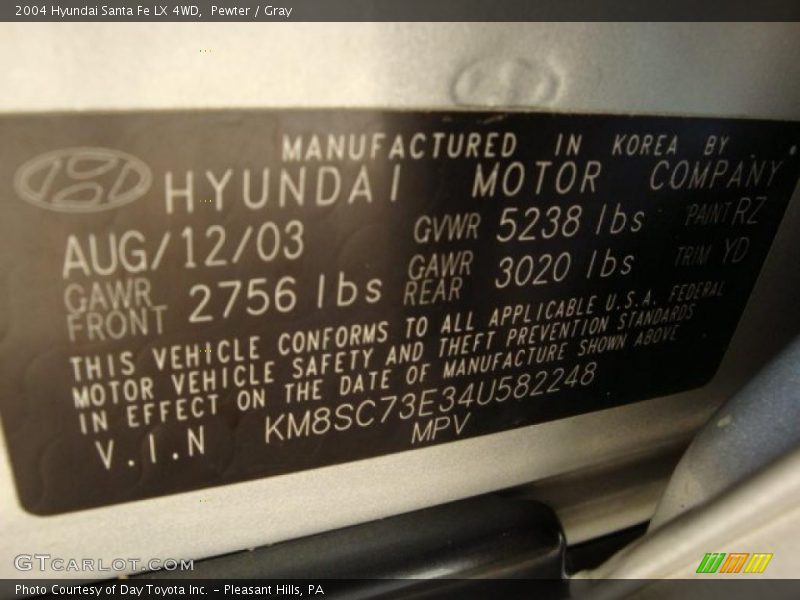 2004 Hyundai Santa Fe LX 4WD,  Pewter / Gray
MANUFACTURED IN KOREA BY
HYUNDAI MOTOR COMPANY
AUG/12/03 GVWR 5238 lbs PAINT RZ
GAWR FRONT 2756 lbs GAWR REAR 3020 lbs TRIM YD
THIS VEHICLE CONFORMS TO ALL APPLICABLE U.S.A. FEDERAL
MOTOR VEHICLE SAFETY AND THEFT PREVENTION STANDARDS
IN EFFECT ON THE DATE OF MANUFACTURE SHOWN ABOVE
V.I.N KM8SC73E34U582248
MPV
GTcarlot.com
Photo Courtesy of Day Toyota Inc. - Pleasant Hills, PA